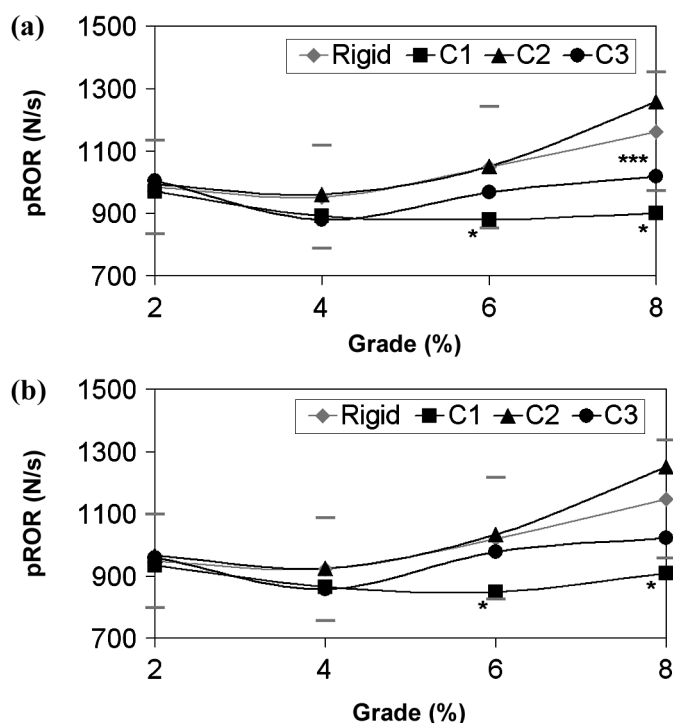 (a)
1500
Rigid C1 C2 C3
1300
1100
***
900
* *
700
2 4 6 8
pROR (N/s)
Grade (%)
(b)
1500
Rigid C1 C2 C3
1300
1100
900
* *
700
2 4 6 8
pROR (N/s)
Grade (%)